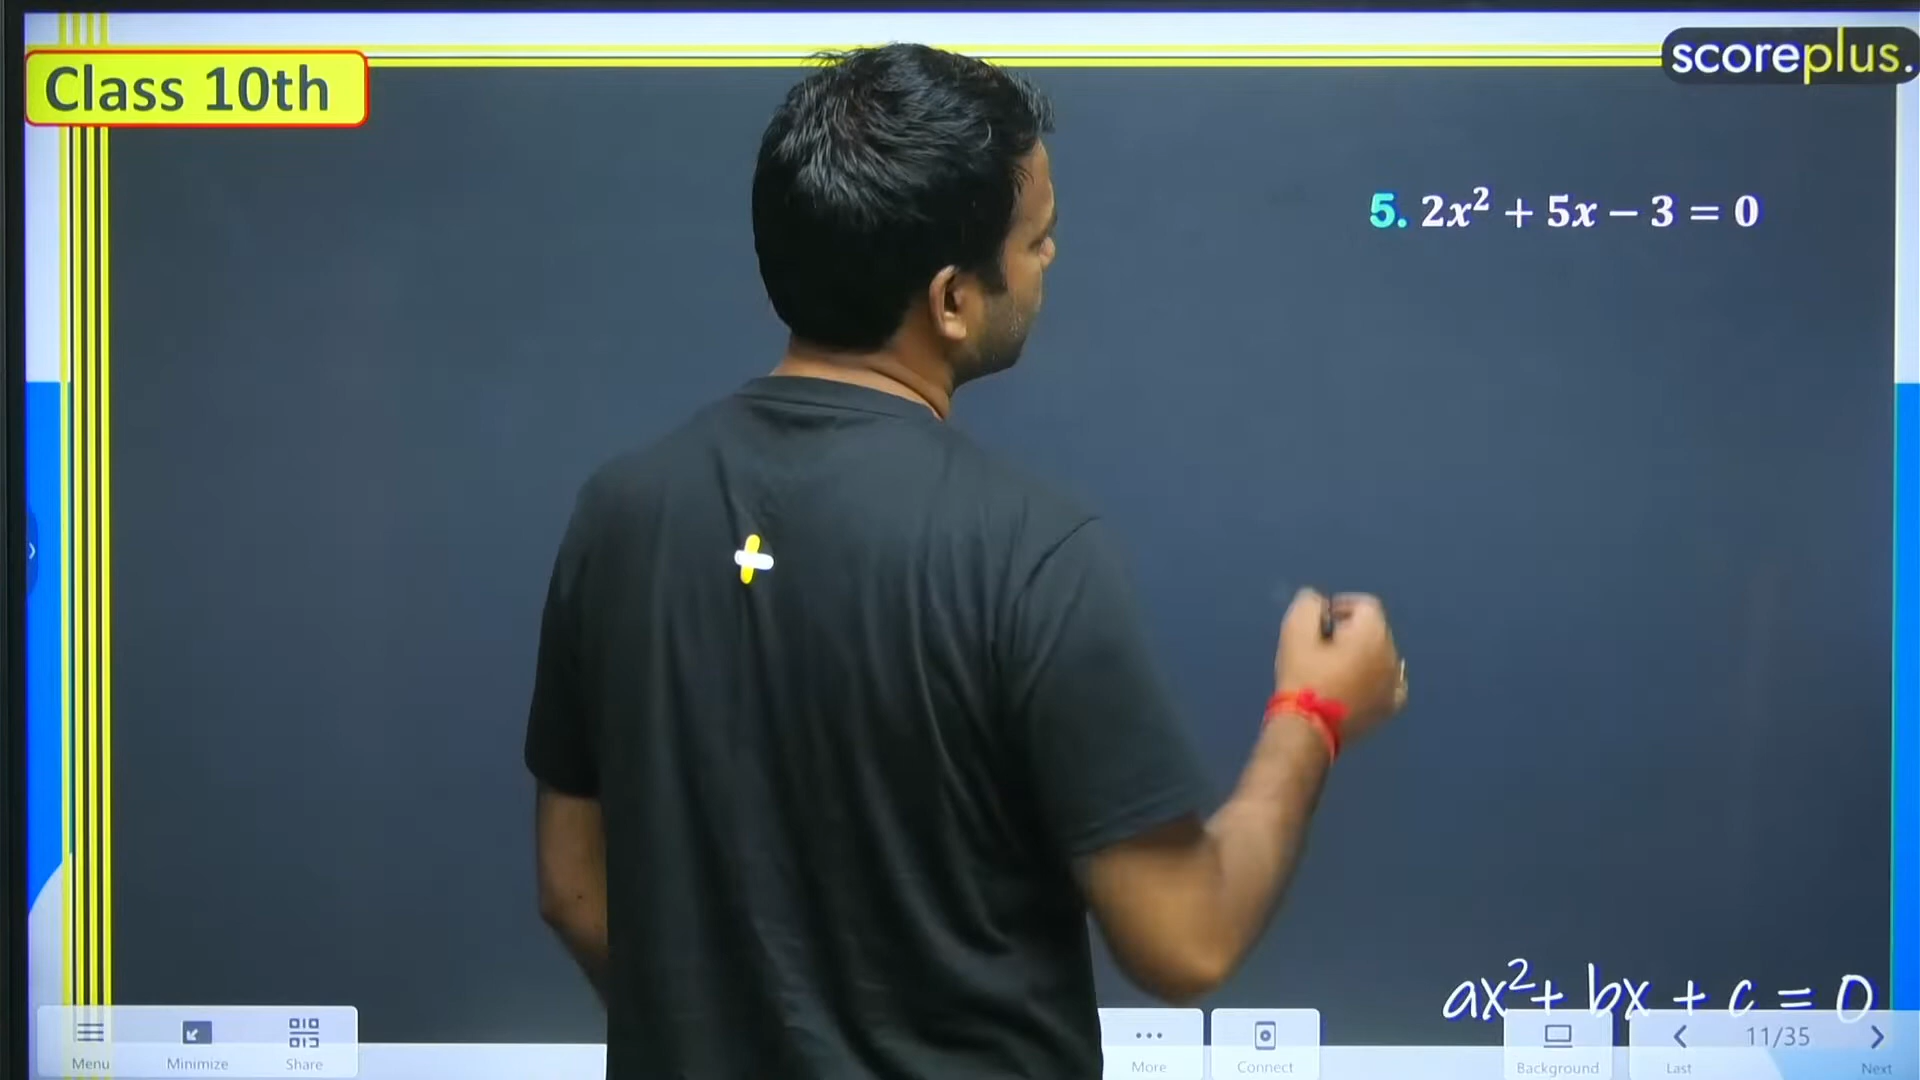 Class 10th
scoreplus.
5. 2x² + 5x − 3 = 0
ax² + bx + c = 0
Menu
Minimize
Share
More
Connect
Background
Last
11/35
Next